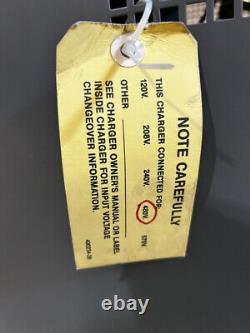 NOTE CAREFULLY
THIS CHARGER CONNECTED FOR:
120V. 208V. 240V. 480V. 575V.
OTHER
SEE CHARGER OWNER'S MANUAL OR LABEL
INSIDE CHARGER FOR INPUT VOLTAGE
CHANGEOVER INFORMATION.